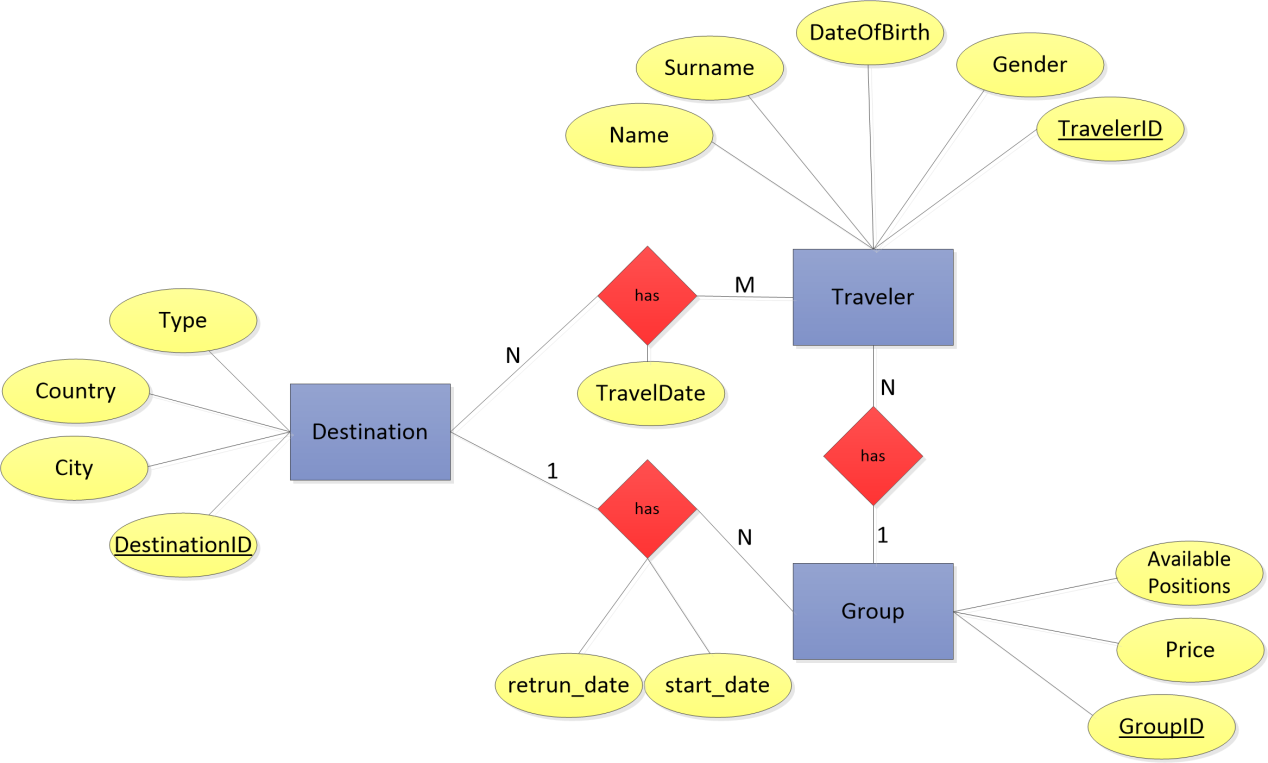 DateOfBirth
Surname
Gender
Name
TravelerID
has
M
Traveler
Type
N
Country
TravelDate
N
Destination
has
City
1
has
N
1
DestinationID
Available
Positions
Group
Price
retrun_date
start_date
GroupID